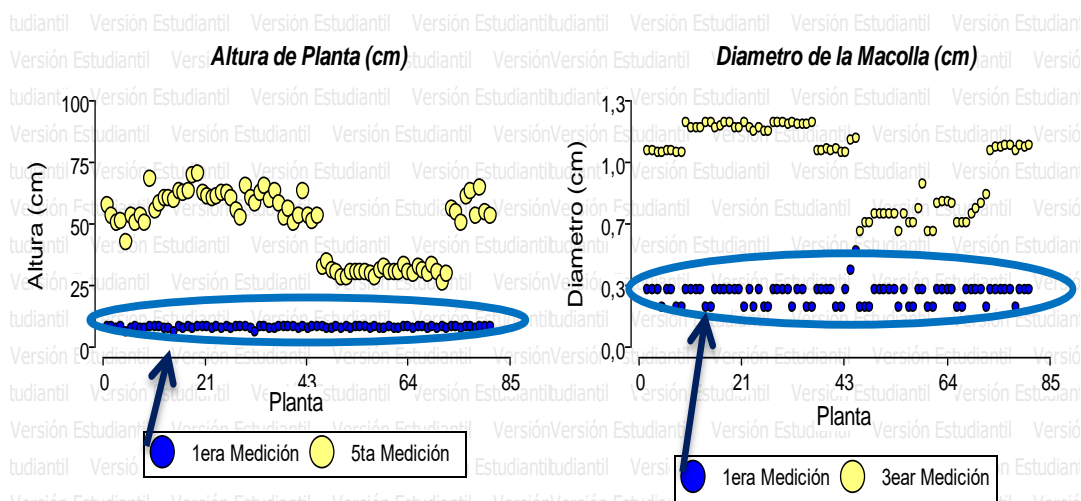 Altura de Planta (cm)
100
75
50
25
0
Altura (cm)
0 21 43 64 85
Planta
1era Medición 5ta Medición
Diametro de la Macolla (cm)
1,3
1,0
0,7
0,3
0,0
Diametro (cm)
0 21 43 64 85
Planta
1era Medición 3ear Medición
Versión Estudiantil